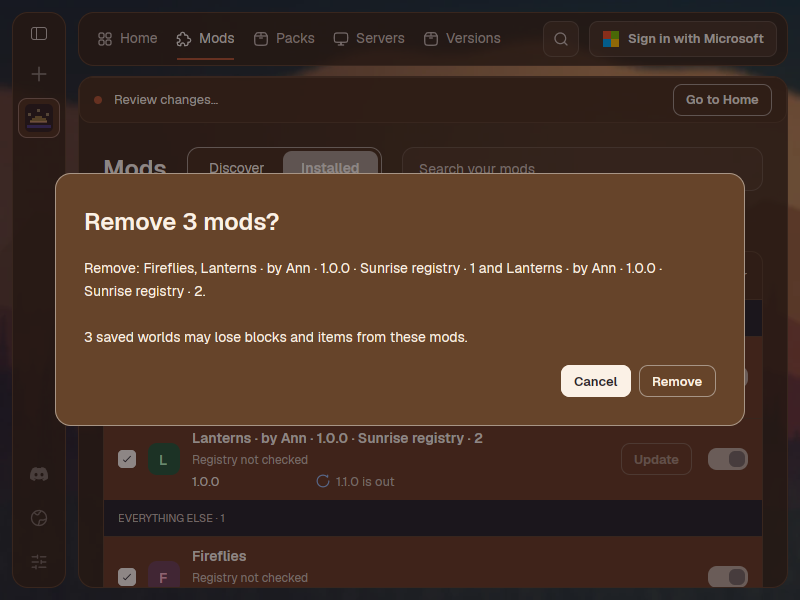 Home
Mods
Packs
Servers
Versions
Sign in with Microsoft
Review changes...
Go to Home
Mods
Discover
Installed
Search your mods
Remove 3 mods?
Remove: Fireflies, Lanterns · by Ann · 1.0.0 · Sunrise registry · 1 and Lanterns · by Ann · 1.0.0 ·
Sunrise registry · 2.
3 saved worlds may lose blocks and items from these mods.
Cancel
Remove
Lanterns · by Ann · 1.0.0 · Sunrise registry · 2
L
Registry not checked
Update
1.0.0
1.1.0 is out
EVERYTHING ELSE · 1
Fireflies
F
Registry not checked